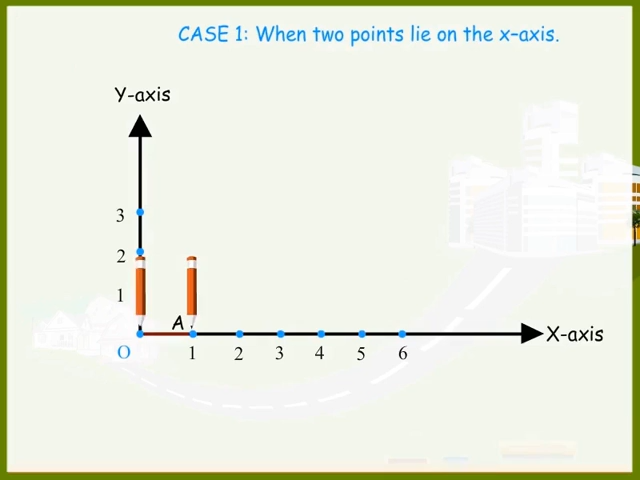 CASE 1: When two points lie on the x–axis.
Y-axis
3
2
1
A
X-axis
O 1 2 3 4 5 6